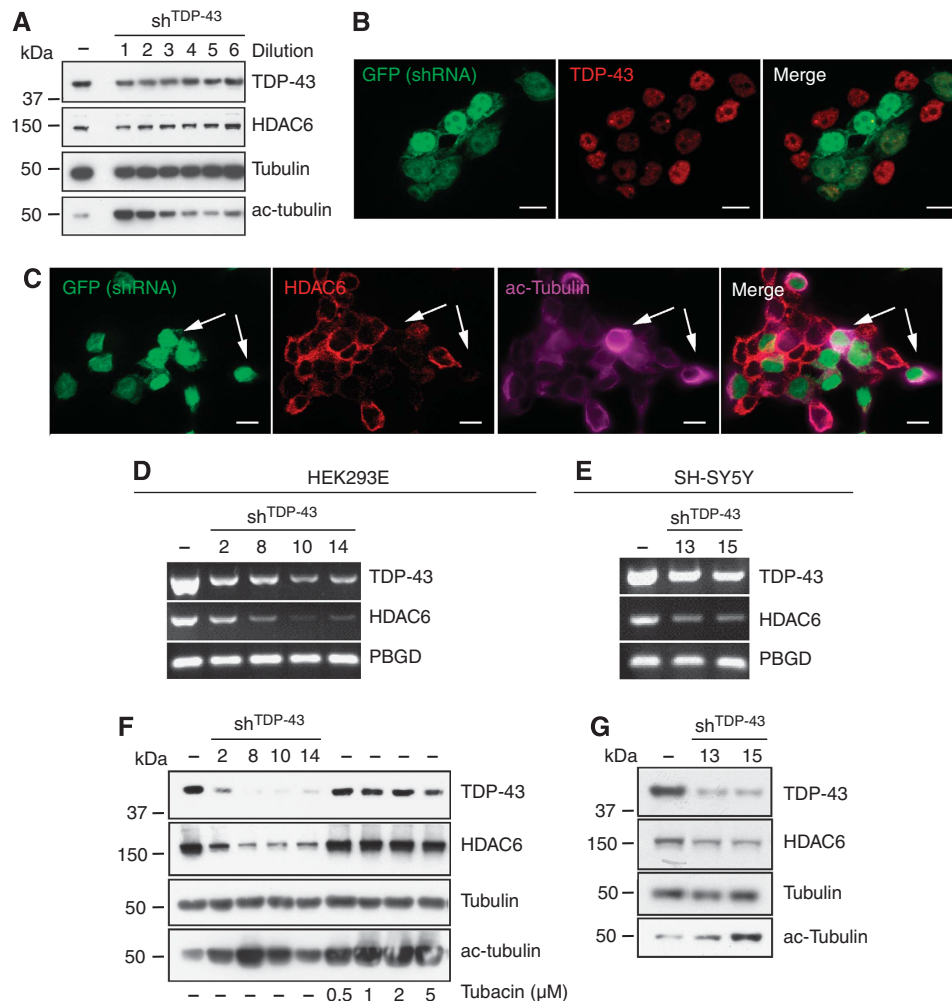 A
sh^TDP-43
kDa – 1 2 3 4 5 6 Dilution
TDP-43
37 –
150 – HDAC6
50 – Tubulin
50 – ac-tubulin
B
GFP (shRNA) TDP-43 Merge
C
GFP (shRNA) HDAC6 ac-Tubulin Merge
D HEK293E
sh^TDP-43
– 2 8 10 14
TDP-43
HDAC6
PBGD
E SH-SY5Y
sh^TDP-43
– 13 15
TDP-43
HDAC6
PBGD
F
sh^TDP-43
kDa – 2 8 10 14 – – – –
TDP-43
37 –
150 – HDAC6
50 – Tubulin
50 – ac-tubulin
– – – – – 0.5 1 2 5 Tubacin (µM)
G
sh^TDP-43
kDa – 13 15
TDP-43
37 –
150 – HDAC6
50 – Tubulin
50 – ac-Tubulin